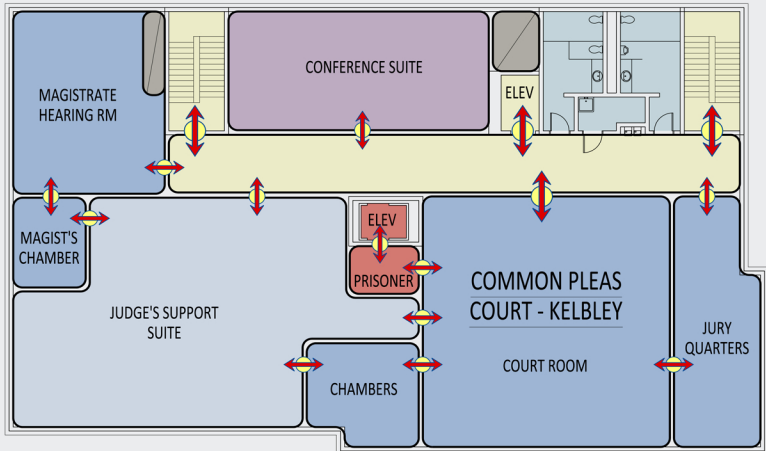 CONFERENCE SUITE
MAGISTRATE
HEARING RM
ELEV
ELEV
MAGIST'S
CHAMBER
PRISONER
JUDGE'S SUPPORT
SUITE
COMMON PLEAS
COURT - KELBLEY
COURT ROOM
JURY
QUARTERS
CHAMBERS